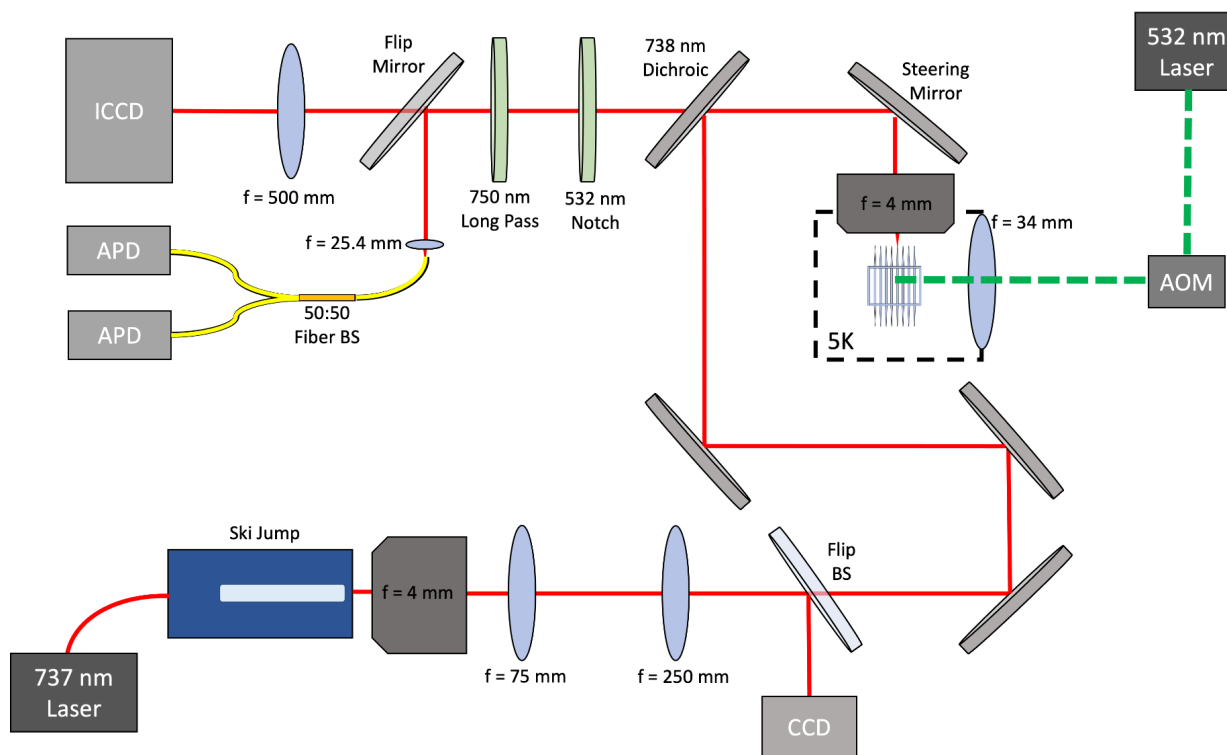 Flip
Mirror
738 nm
Dichroic
Steering
Mirror
532 nm
Laser
ICCD
f = 500 mm
750 nm
Long Pass
532 nm
Notch
f = 4 mm
f = 34 mm
APD
f = 25.4 mm
AOM
APD
50:50
Fiber BS
5K
Ski Jump
Flip
BS
f = 4 mm
f = 75 mm
f = 250 mm
737 nm
Laser
CCD